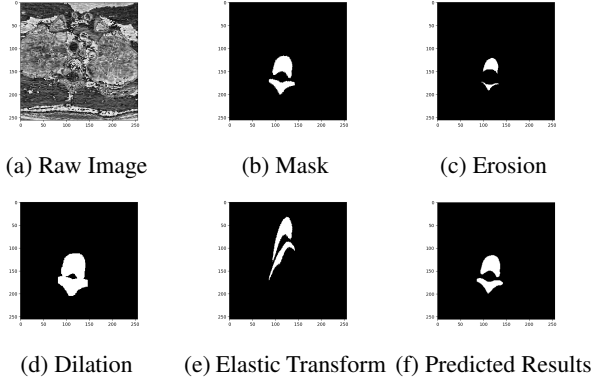 (a) Raw Image (b) Mask (c) Erosion
(d) Dilation (e) Elastic Transform (f) Predicted Results